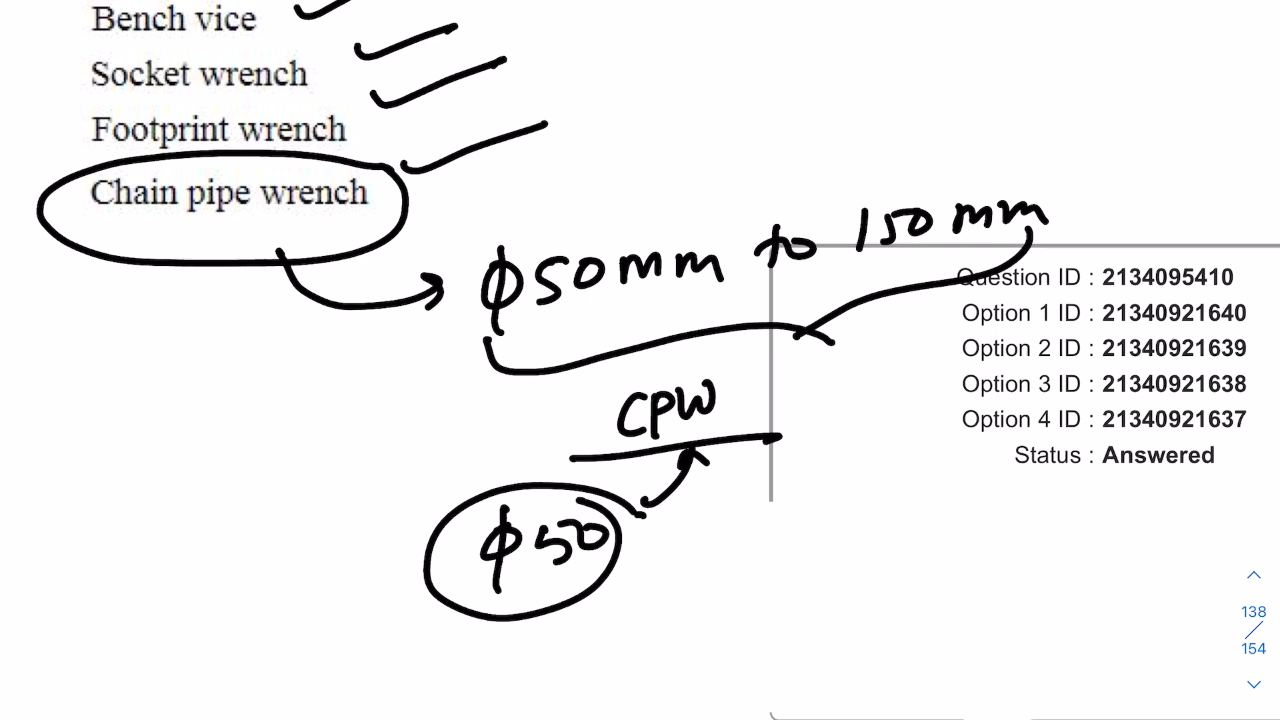 Bench vice
Socket wrench
Footprint wrench
Chain pipe wrench
ϕ50mm to 150mm
Question ID : 2134095410
Option 1 ID : 21340921640
Option 2 ID : 21340921639
Option 3 ID : 21340921638
Option 4 ID : 21340921637
Status : Answered
CPW
ϕ50
138
154